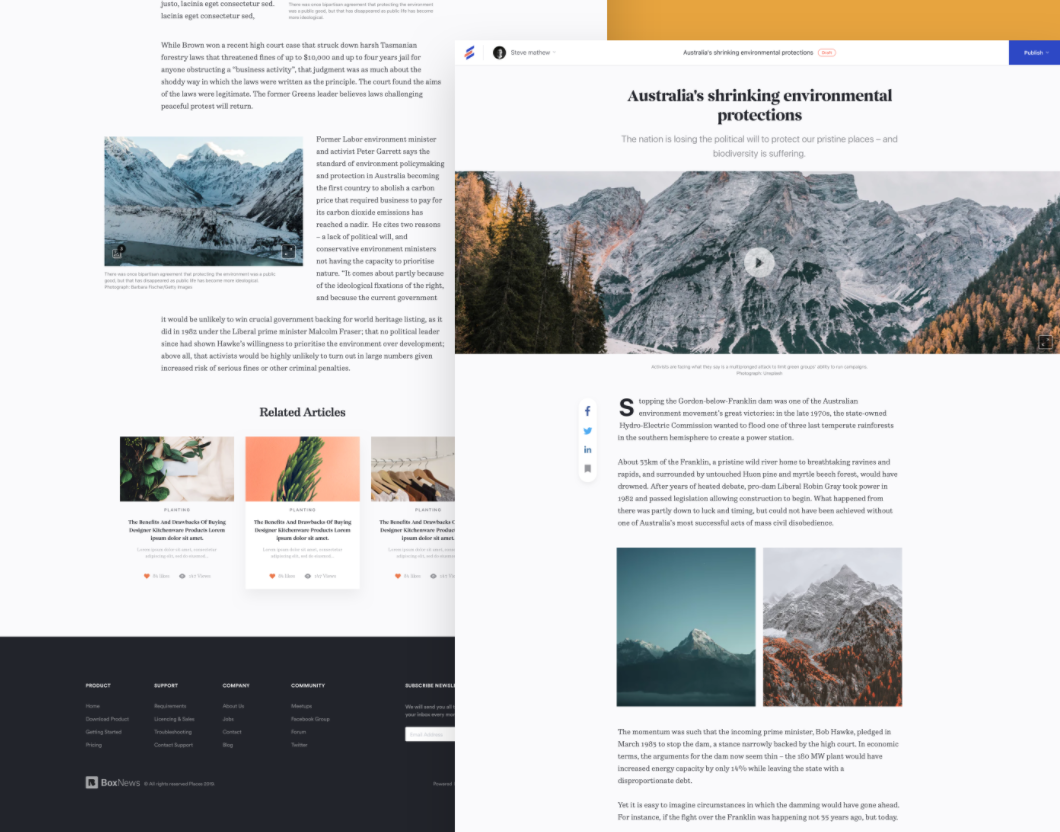 justo, lacinia eget consectetur sed.
lacinia eget consectetur sed,
There was once bipartisan agreement that protecting the environment
was a public good, but that has disappeared as public life has become
more ideological.
While Brown won a recent high court case that struck down harsh Tasmanian
forestry laws that threatened fines of up to $10,000 and up to four years jail for
anyone obstructing a "business activity", that judgment was as much about the
shoddy way in which the laws were written as the principle. The court found the aims
of the laws were legitimate. The former Greens leader believes laws challenging
peaceful protest will return.
Former Labor environment minister
and activist Peter Garrett says the
standard of environment policymaking
and protection in Australia becoming
the first country to abolish a carbon
price that required business to pay for
its carbon dioxide emissions has
reached a nadir. He cites two reasons
– a lack of political will, and
conservative environment ministers
not having the capacity to prioritise
nature. "It comes about partly because
of the ideological fixations of the right,
and because the current government
There was once bipartisan agreement that protecting the environment was a public
good, but that has disappeared as public life has become more ideological.
Photograph: Barbara Fischer/Getty Images
it would be unlikely to win crucial government backing for world heritage listing, as it
did in 1982 under the Liberal prime minister Malcolm Fraser; that no political leader
since had shown Hawke's willingness to prioritise the environment over development;
above all, that activists would be highly unlikely to turn out in large numbers given
increased risk of serious fines or other criminal penalties.
Related Articles
PLANTING
The Benefits And Drawbacks Of Buying
Designer Kitchenware Products Lorem
ipsum dolor sit amet.
Lorem ipsum dolor sit amet, consectetur
adipiscing elit, sed do eiusmod..
PLANTING
The Benefits And Drawbacks Of Buying
Designer Kitchenware Products Lorem
ipsum dolor sit amet.
Lorem ipsum dolor sit amet, consectetur
adipiscing elit, sed do eiusmod..
PLANTING
The Benefits And Drawbacks
Designer Kitchenware Produ
ipsum dolor sit am
Lorem ipsum dolor sit amet, co
adipiscing elit, sed do eiu
PRODUCT
Home
Download Product
Getting Started
Pricing
SUPPORT
Requirements
Licencing & Sales
Troubleshooting
Contact Support
COMPANY
About Us
Jobs
Contact
Blog
COMMUNITY
Meetups
Facebook Group
Forum
Twitter
SUBSCRIBE NEWSLE
We will send you all t
your inbox every mon
Email Address
BoxNews © All rights reserved
Powered
Steve mathew
Australia's shrinking environmental protections Draft
Publish
Australia's shrinking environmental
protections
The nation is losing the political will to protect our pristine places – and
biodiversity is suffering.
Activists are facing what they say is a multipronged attack to limit green groups' ability to run campaigns.
Photograph: Unsplash
Stopping the Gordon-below-Franklin dam was one of the Australian
environment movement's great victories: in the late 1970s, the state-owned
Hydro-Electric Commission wanted to flood one of three last temperate rainforests
in the southern hemisphere to create a power station.
About 33km of the Franklin, a pristine wild river home to breathtaking ravines and
rapids, and surrounded by untouched Huon pine and myrtle beech forest, would have
drowned. After years of heated debate, pro-dam Liberal Robin Gray took power in
1982 and passed legislation allowing construction to begin. What happened from
there was partly down to luck and timing, but could not have been achieved without
one of Australia's most successful acts of mass civil disobedience.
The momentum was such that the incoming prime minister, Bob Hawke, pledged in
March 1983 to stop the dam, a stance narrowly backed by the high court. In economic
terms, the arguments for the dam now seem thin – the 180 MW plant would have
increased energy capacity by only 14% while leaving the state with a
disproportionate debt.
Yet it is easy to imagine circumstances in which the damming would have gone ahead.
For instance, if the fight over the Franklin was happening not 35 years ago, but today.